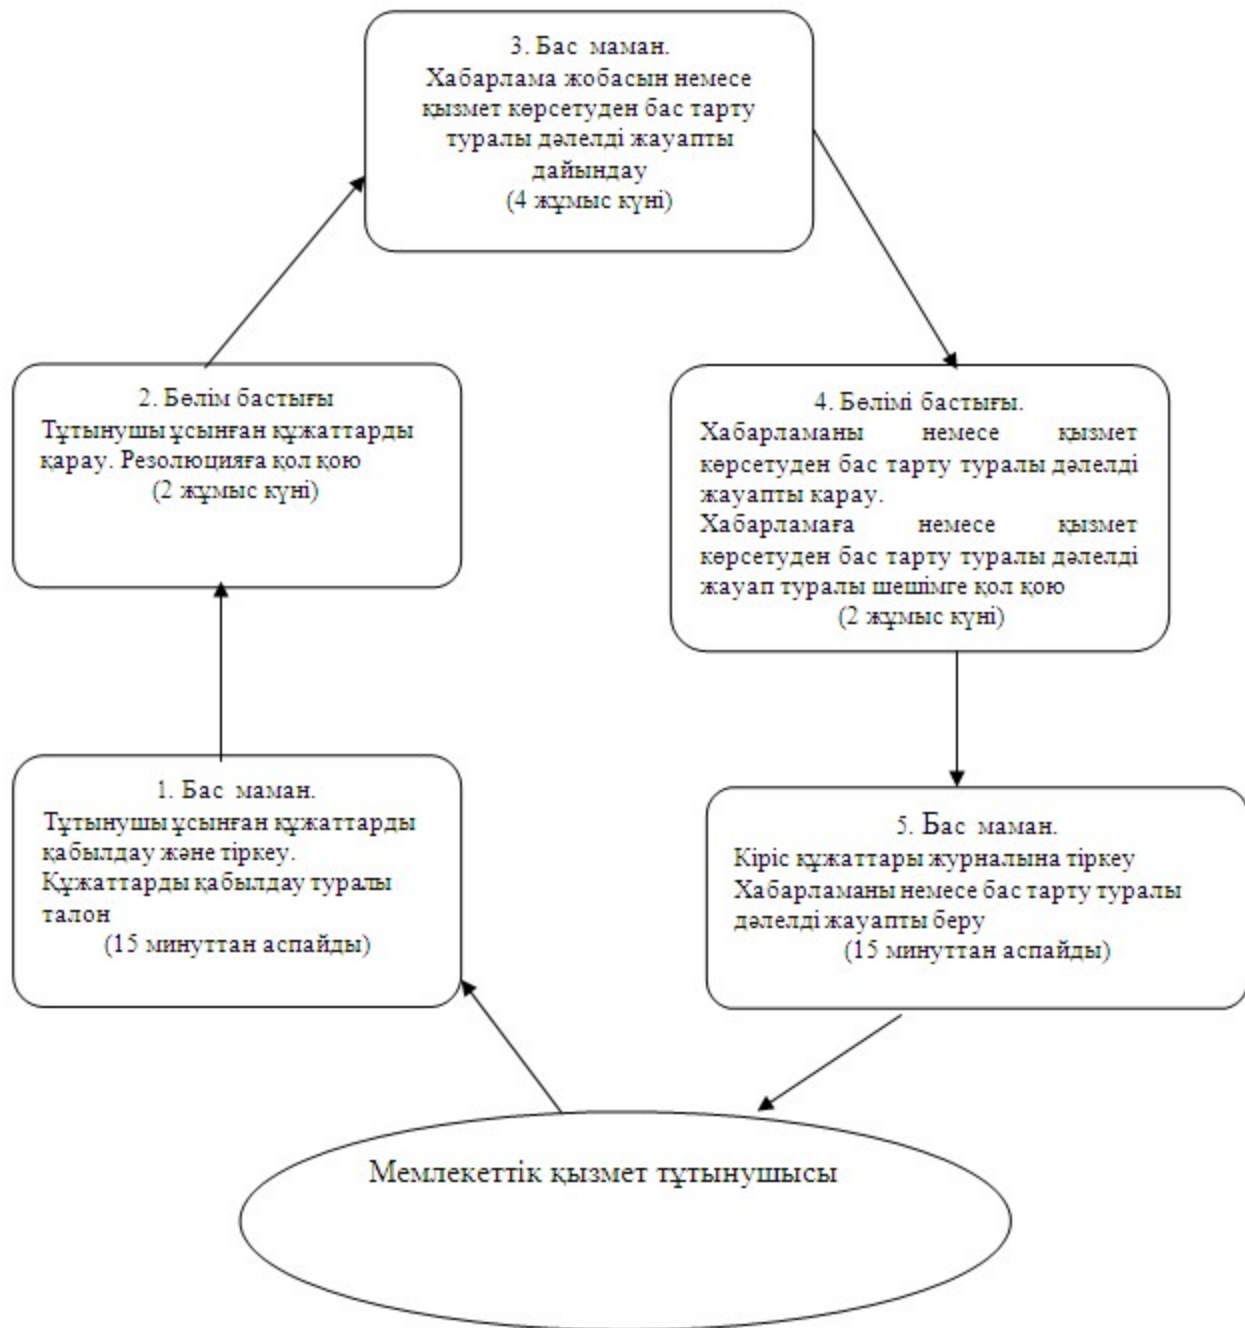 3. Бас маман.
Хабарлама жобасын немесе
қызмет көрсетуден бас тарту
туралы дәлелді жауапты
дайындау
(4 жұмыс күні)
2. Бөлім бастығы
Тұтынушы ұсынған құжаттарды
қарау. Резолюцияға қол қою
(2 жұмыс күні)
4. Бөлімі бастығы.
Хабарламаны немесе қызмет
көрсетуден бас тарту туралы дәлелді
жауапты карау.
Хабарламаға немесе қызмет
көрсетуден бас тарту туралы дәлелді
жауап туралы шешімге қол қою
(2 жұмыс күні)
1. Бас маман.
Тұтынушы ұсынған құжаттарды
қабылдау және тіркеу.
Құжаттарды қабылдау туралы
талон
(15 минуттан аспайды)
5. Бас маман.
Кіріс құжаттары журналына тіркеу
Хабарламаны немесе бас тарту туралы
дәлелді жауапты беру
(15 минуттан аспайды)
Мемлекеттік қызмет тұтынушысы